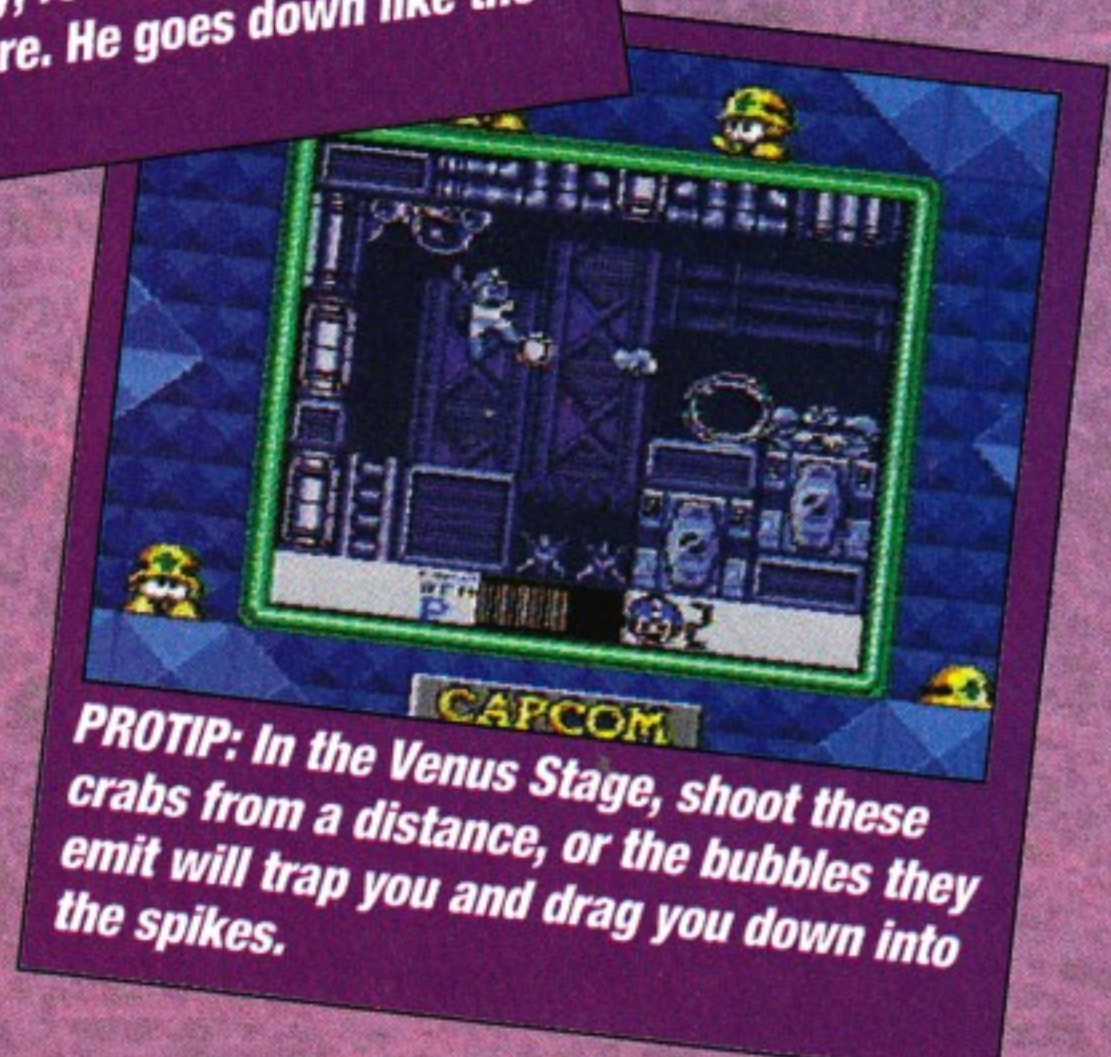 re. He goes down like the
CAPCOM
PROTIP: In the Venus Stage, shoot these
crabs from a distance, or the bubbles they
emit will trap you and drag you down into
the spikes.